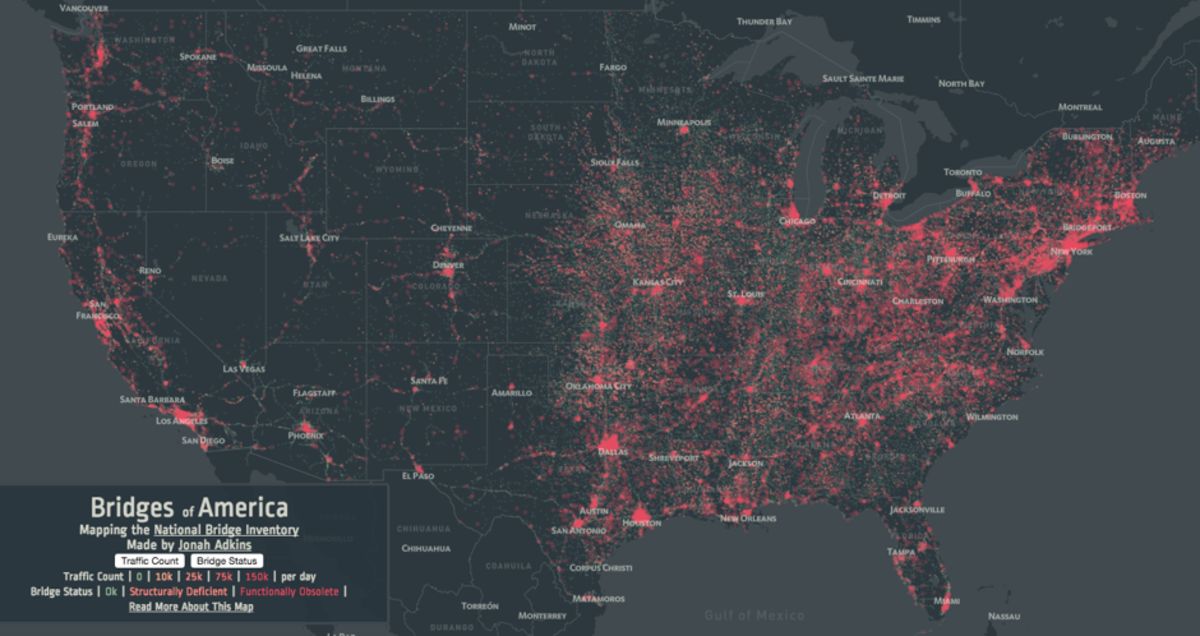 VANCOUVER
MINOT
THUNDER BAY
TIMMINS
WASHINGTON
SPOKANE
GREAT FALLS
MISSOULA
HELENA
MONTANA
NORTH
DAKOTA
FARGO
SAULT SAINTE MARIE
NORTH BAY
BILLINGS
MINNESOTA
PORTLAND
SALEM
MINNEAPOLIS
WISCONSIN
MICHIGAN
MONTREAL
MAINE
BURLINGTON
AUGUSTA
OREGON
IDAHO
BOISE
WYOMING
SOUTH
DAKOTA
SIOUX FALLS
TORONTO
BUFFALO
DETROIT
BOSTON
EUREKA
SALT LAKE CITY
CHEYENNE
NEBRASKA
OMAHA
CHICAGO
BRIDGEPORT
NEW YORK
RENO
NEVADA
UTAH
DENVER
COLORADO
KANSAS
KANSAS CITY
ST. LOUIS
CINCINNATI
PITTSBURGH
CHARLESTON
WASHINGTON
SAN
FRANCISCO
CALIFORNIA
NORFOLK
LAS VEGAS
SANTA FE
FLAGSTAFF
AMARILLO
OKLAHOMA CITY
SANTA BARBARA
LOS ANGELES
SAN DIEGO
ARIZONA
PHOENIX
NEW MEXICO
ATLANTA
WILMINGTON
DALLAS
SHREVEPORT
JACKSON
EL PASO
AUSTIN
SAN ANTONIO
HOUSTON
NEW ORLEANS
JACKSONVILLE
FLORIDA
TAMPA
CHIHUAHUA
CHIHUAHUA
COAHUILA
CORPUS CHRISTI
MATAMOROS
MIAMI
NASSAU
TORREÓN
MONTERREY
DURANGO
Gulf of Mexico
Bridges of America
Mapping the National Bridge Inventory
Made by Jonah Adkins
Traffic Count Bridge Status
Traffic Count | 0 | 10k | 25k | 75k | 150k | per day
Bridge Status | Ok | Structurally Deficient | Functionally Obsolete |
Read More About This Map